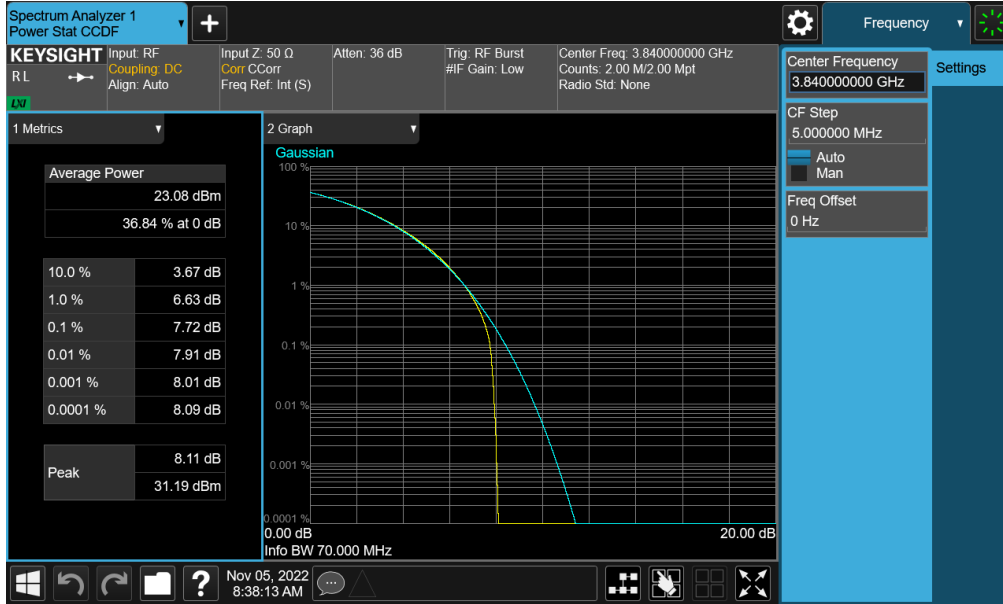 Spectrum Analyzer 1
Power Stat CCDF
Frequency
KEYSIGHT
RL
LXI
Input: RF
Coupling: DC
Align: Auto
Input Z: 50 Ω
Corr CCorr
Freq Ref: Int (S)
Atten: 36 dB
Trig: RF Burst
#IF Gain: Low
Center Freq: 3.840000000 GHz
Counts: 2.00 M/2.00 Mpt
Radio Std: None
Center Frequency
3.840000000 GHz
Settings
CF Step
5.000000 MHz
Auto
Man
Freq Offset
0 Hz
1 Metrics
Average Power
23.08 dBm
36.84 % at 0 dB
10.0 % 3.67 dB
1.0 % 6.63 dB
0.1 % 7.72 dB
0.01 % 7.91 dB
0.001 % 8.01 dB
0.0001 % 8.09 dB
Peak
8.11 dB
31.19 dBm
2 Graph
Gaussian
100 %
10 %
1 %
0.1 %
0.01 %
0.001 %
0.0001 %
0.00 dB 20.00 dB
Info BW 70.000 MHz
?
Nov 05, 2022
8:38:13 AM